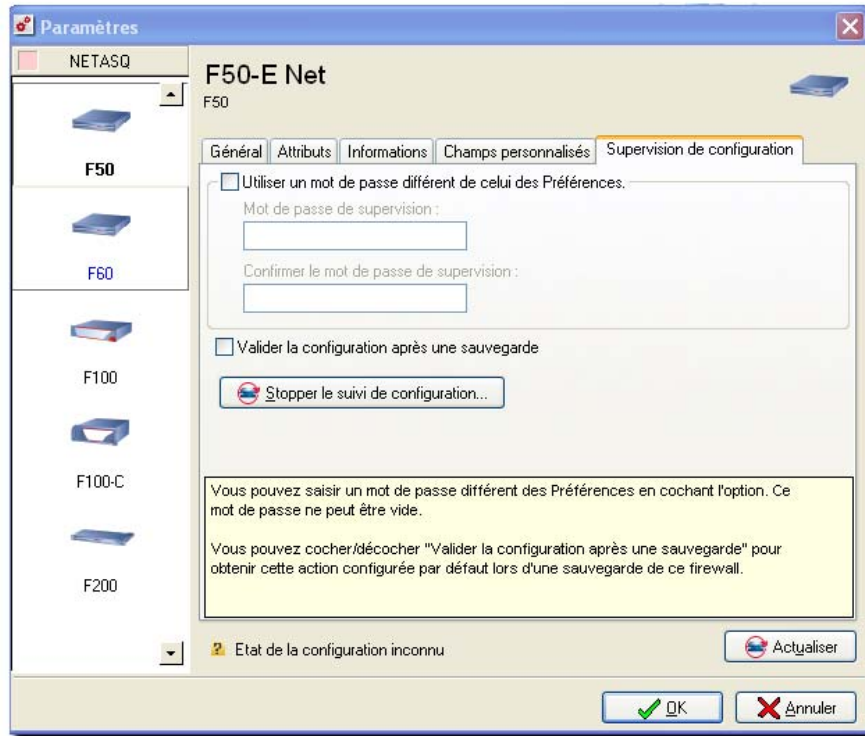 Paramètres
NETASQ
F50
F60
F100
F100-C
F200
F50-E Net
F50
Général
Attributs
Informations
Champs personnalisés
Supervision de configuration
Utiliser un mot de passe différent de celui des Préférences.
Mot de passe de supervision :
Confirmer le mot de passe de supervision :
Valider la configuration après une sauvegarde
Stopper le suivi de configuration...
Vous pouvez saisir un mot de passe différent des Préférences en cochant l'option. Ce
mot de passe ne peut être vide.
Vous pouvez cocher/décocher "Valider la configuration après une sauvegarde" pour
obtenir cette action configurée par défaut lors d'une sauvegarde de ce firewall.
Etat de la configuration inconnu
Actualiser
OK
Annuler